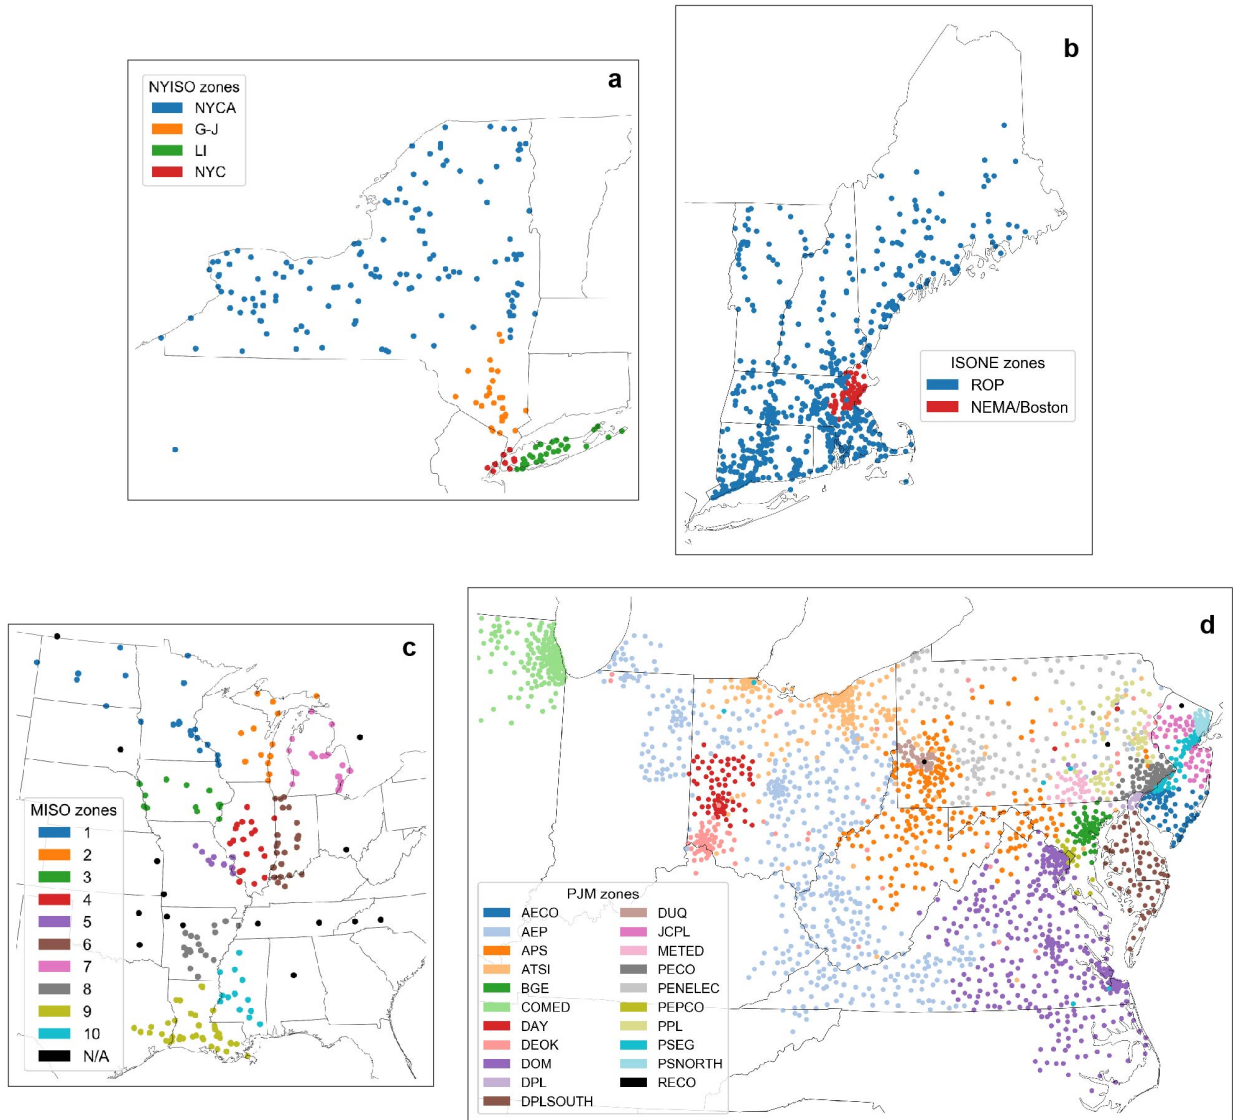 a
NYISO zones
NYCA
G-J
LI
NYC
b
ISONE zones
ROP
NEMA/Boston
c
MISO zones
1
2
3
4
5
6
7
8
9
10
N/A
d
PJM zones
AECO
AEP
APS
ATSI
BGE
COMED
DAY
DEOK
DOM
DPL
DPLSOUTH
DUQ
JCPL
METED
PECO
PENELEC
PEPCO
PPL
PSEG
PSNORTH
RECO